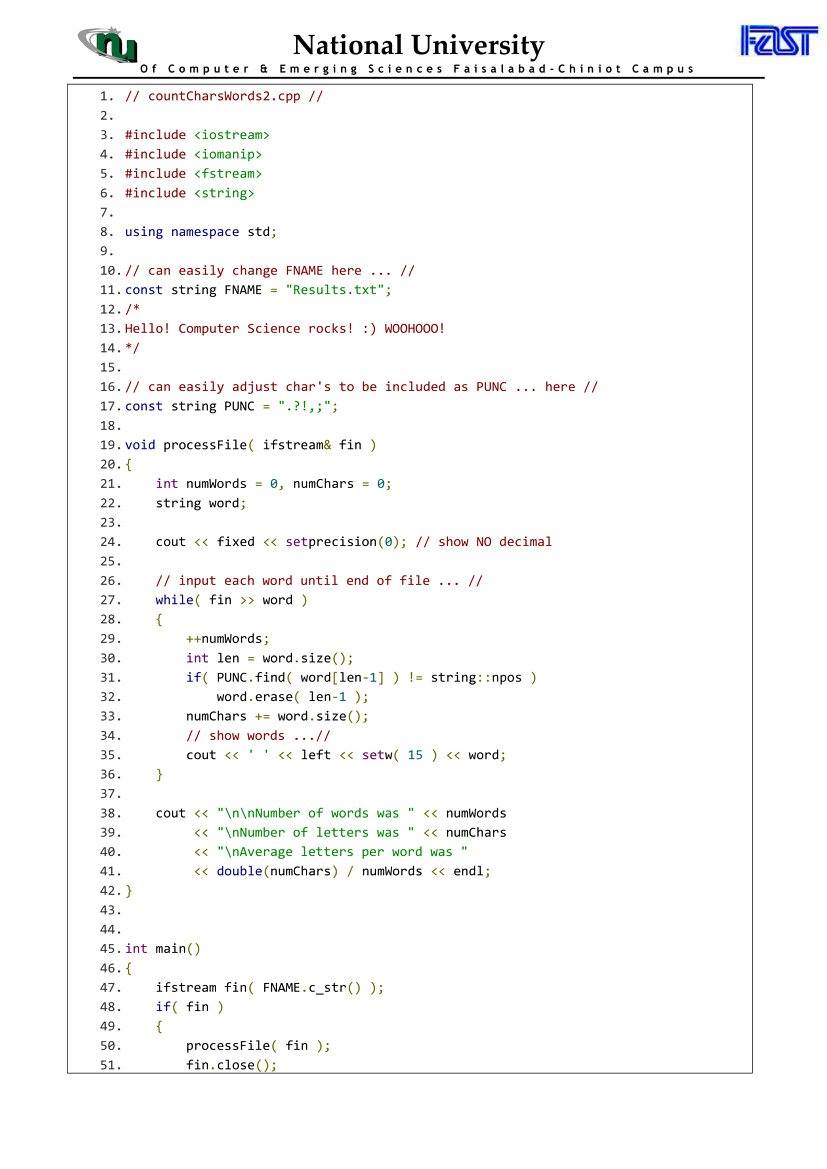 nu
National University
FAST
Of Computer & Emerging Sciences Faisalabad-Chiniot Campus
1. // countCharsWords2.cpp //
2.
3. #include <iostream>
4. #include <iomanip>
5. #include <fstream>
6. #include <string>
7.
8. using namespace std;
9.
10. // can easily change FNAME here ... //
11. const string FNAME = "Results.txt";
12. /*
13. Hello! Computer Science rocks! :) WOOHOOO!
14. */
15.
16. // can easily adjust char's to be included as PUNC ... here //
17. const string PUNC = ".?!,;";
18.
19. void processFile( ifstream& fin )
20. {
21.     int numWords = 0, numChars = 0;
22.     string word;
23.
24.     cout << fixed << setprecision(0); // show NO decimal
25.
26.     // input each word until end of file ... //
27.     while( fin >> word )
28.     {
29.         ++numWords;
30.         int len = word.size();
31.         if( PUNC.find( word[len-1] ) != string::npos )
32.             word.erase( len-1 );
33.         numChars += word.size();
34.         // show words ...//
35.         cout << ' ' << left << setw( 15 ) << word;
36.     }
37.
38.     cout << "\n\nNumber of words was " << numWords
39.          << "\nNumber of letters was " << numChars
40.          << "\nAverage letters per word was "
41.          << double(numChars) / numWords << endl;
42. }
43.
44.
45. int main()
46. {
47.     ifstream fin( FNAME.c_str() );
48.     if( fin )
49.     {
50.         processFile( fin );
51.         fin.close();